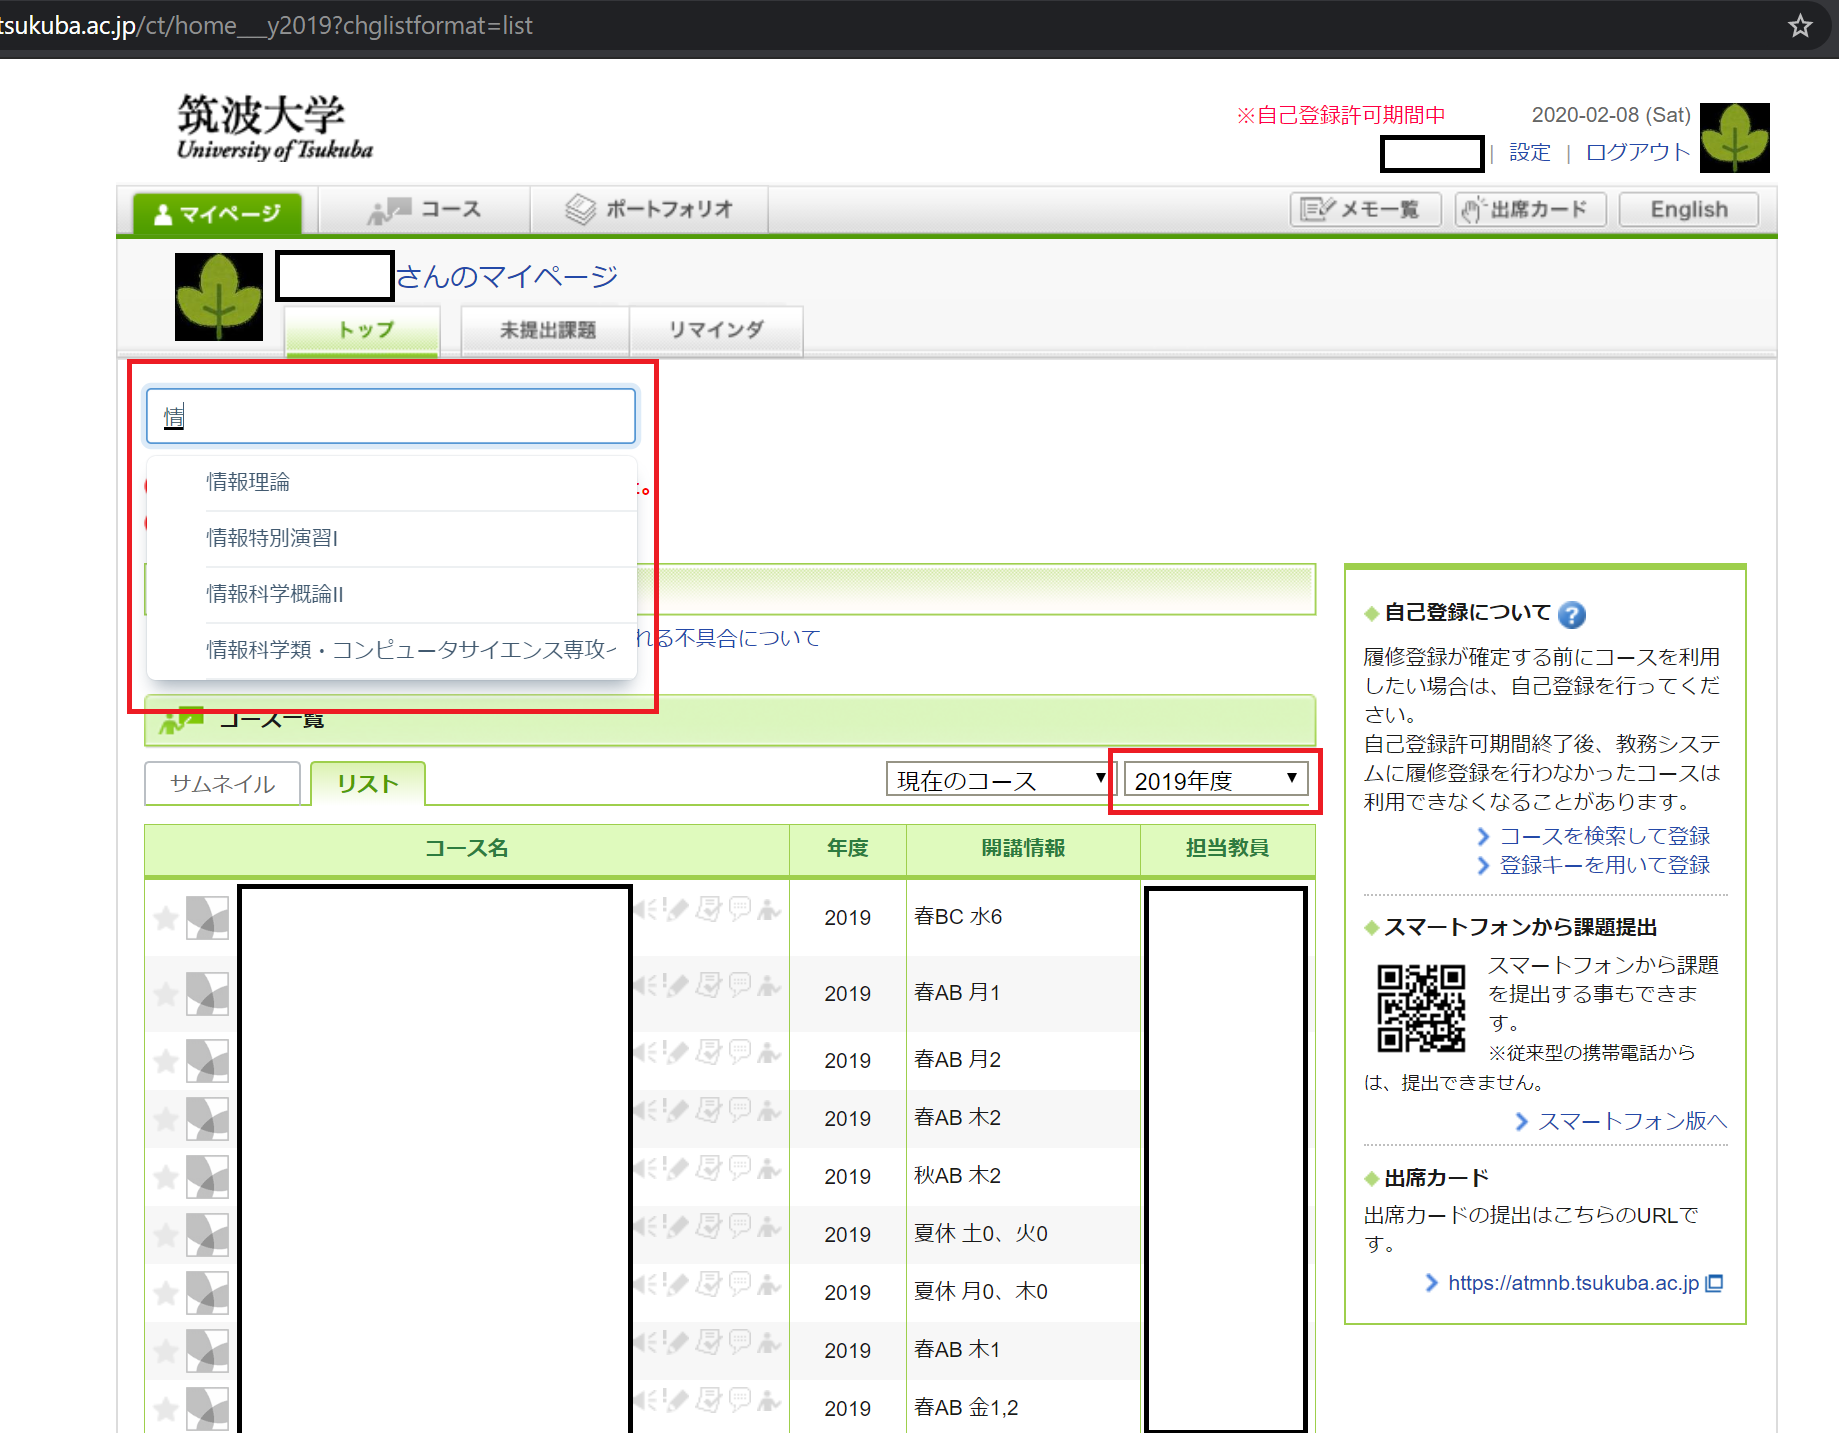 tsukuba.ac.jp/ct/home___y2019?chglistformat=list
筑波大学
University of Tsukuba
※自己登録許可期間中
2020-02-08 (Sat)
| 設定 | ログアウト
マイページ
コース
ポートフォリオ
メモ一覧
出席カード
English
さんのマイページ
トップ
未提出課題
リマインダ
情
情報理論
情報特別演習I
情報科学概論II
情報科学類・コンピュータサイエンス専攻
た。
れる不具合について
コース一覧
サムネイル
リスト
現在のコース
2019年度
コース名
年度
開講情報
担当教員
2019
春BC 水6
2019
春AB 月1
2019
春AB 月2
2019
春AB 木2
2019
秋AB 木2
2019
夏休 土0、火0
2019
夏休 月0、木0
2019
春AB 木1
2019
春AB 金1,2
自己登録について
履修登録が確定する前にコースを利用
したい場合は、自己登録を行ってくだ
さい。
自己登録許可期間終了後、教務システ
ムに履修登録を行わなかったコースは
利用できなくなることがあります。
コースを検索して登録
登録キーを用いて登録
スマートフォンから課題提出
スマートフォンから課題
を提出する事もできま
す。
※従来型の携帯電話から
は、提出できません。
スマートフォン版へ
出席カード
出席カードの提出はこちらのURLで
す。
https://atmnb.tsukuba.ac.jp